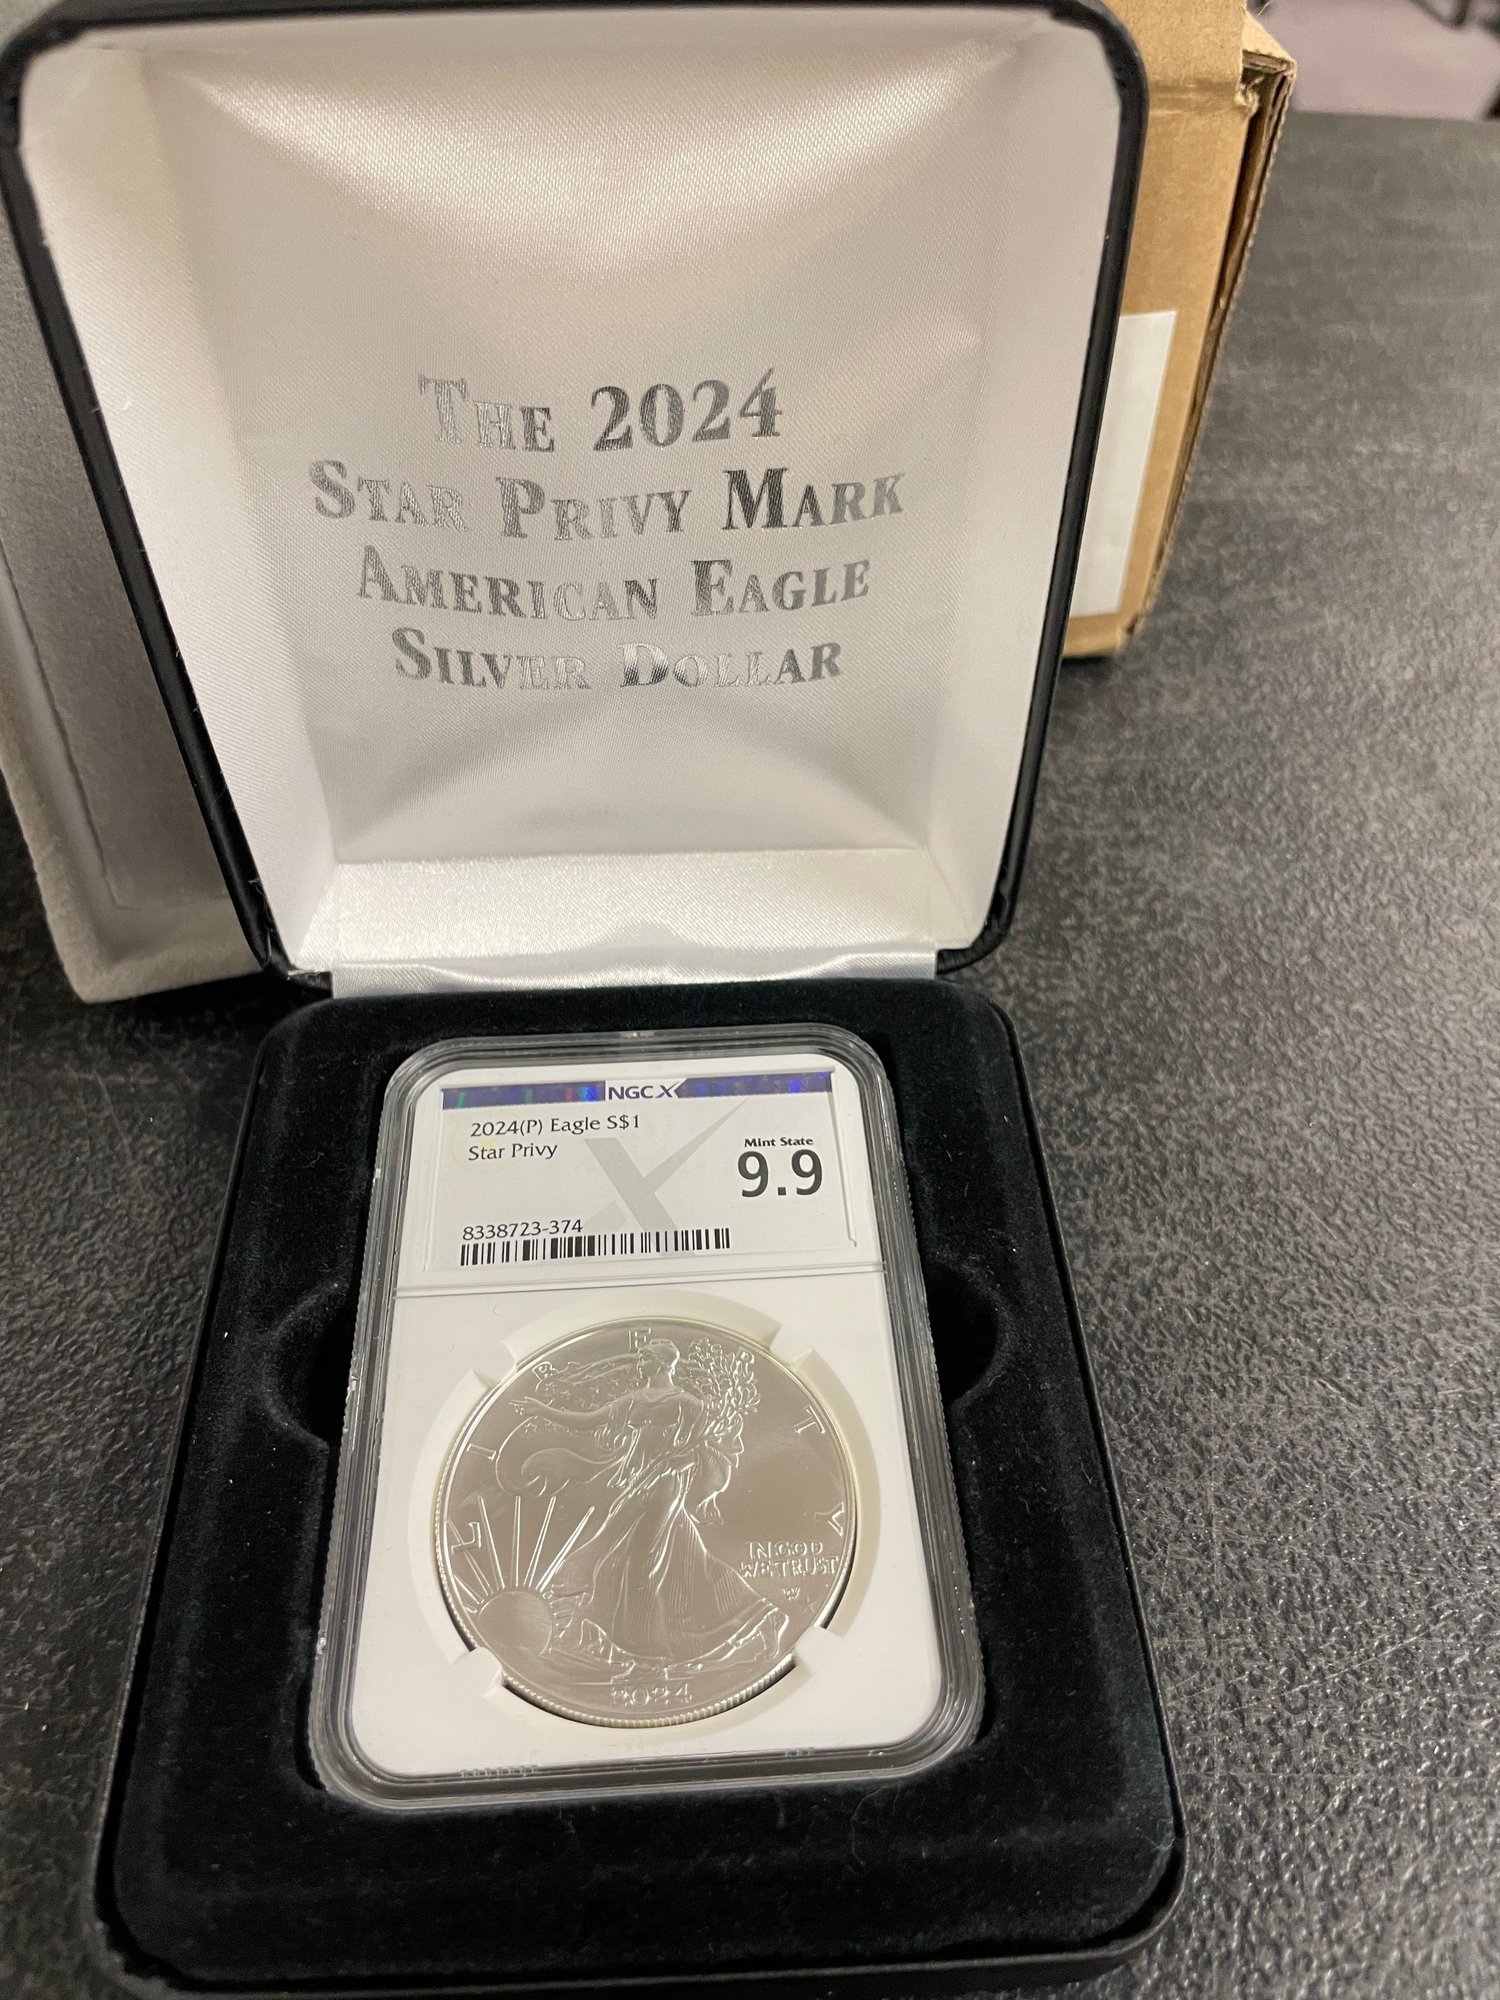 THE 2024
STAR PRIVY MARK
AMERICAN EAGLE
SILVER DOLLAR
NGCX
2024(P) Eagle S$1
Star Privy
Mint State
9.9
8338723-374
LIBERTY
IN GOD
WE TRUST
2024